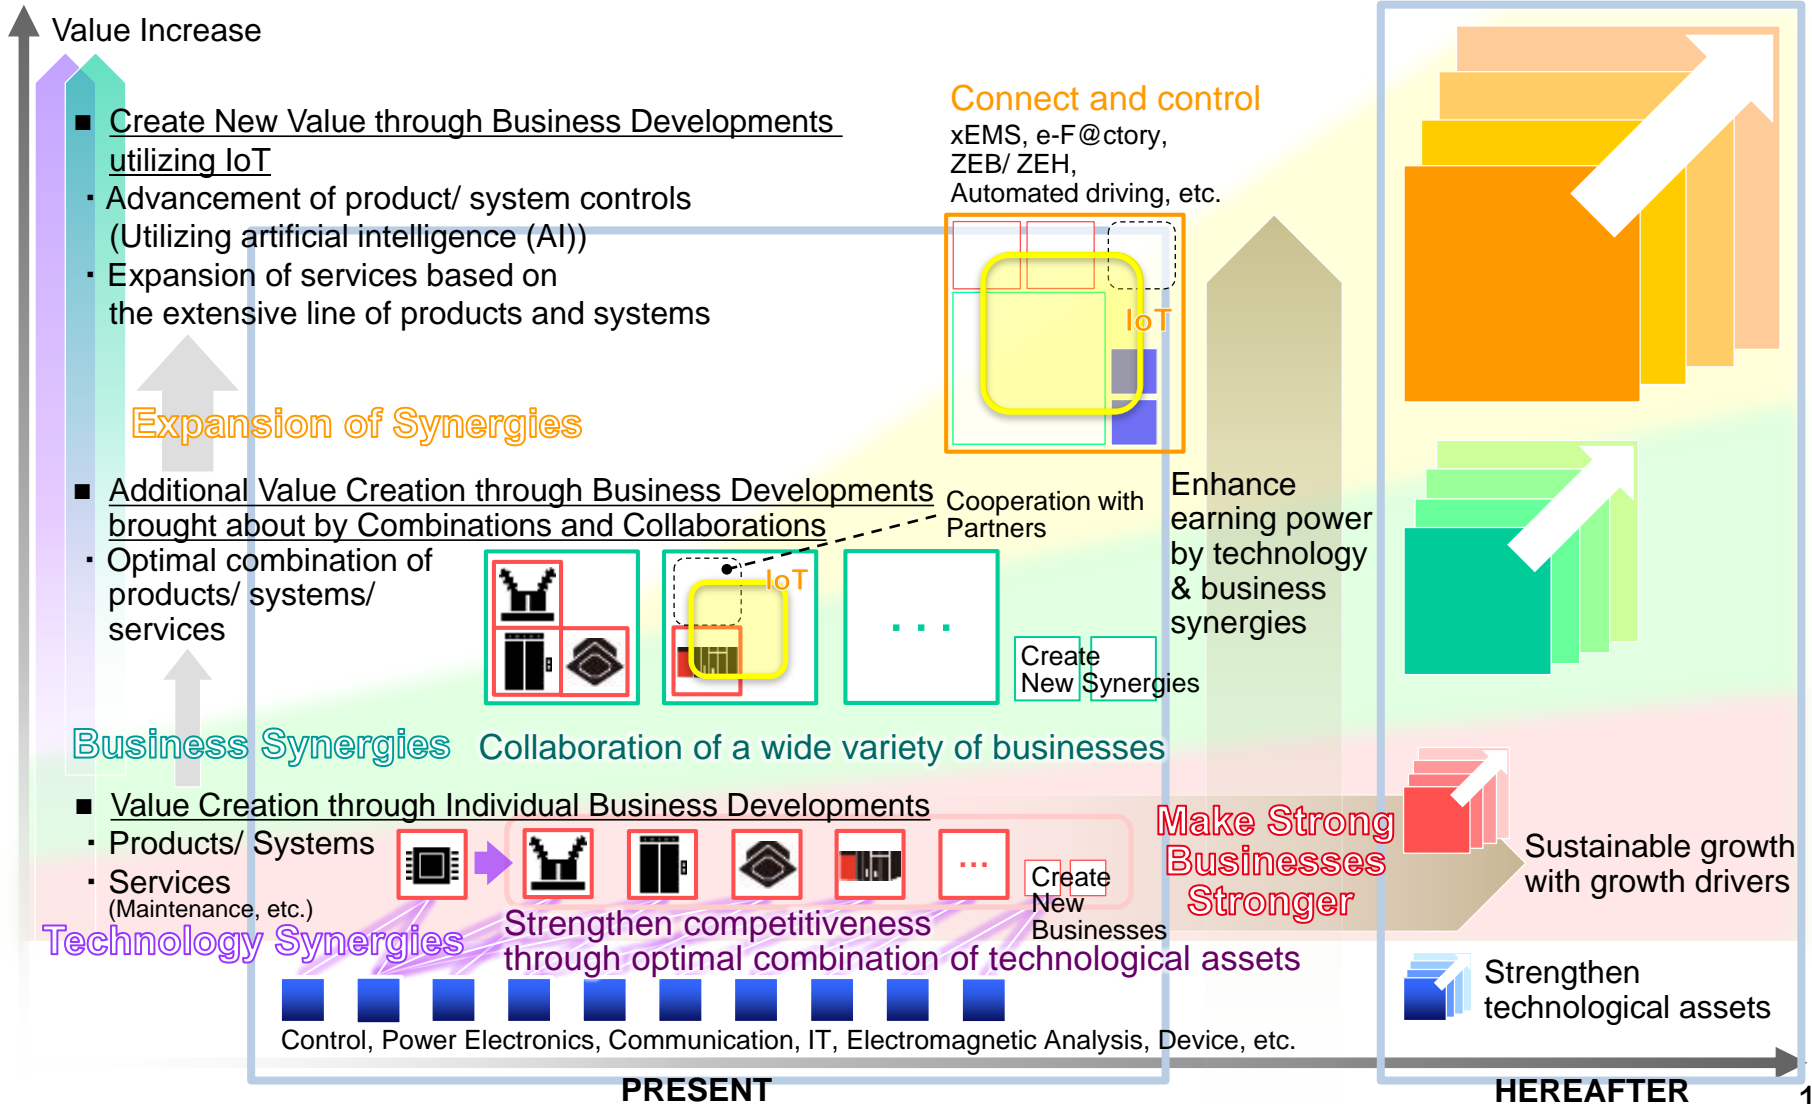 Value Increase
■ Create New Value through Business Developments
utilizing IoT
・Advancement of product/ system controls
(Utilizing artificial intelligence (AI))
・Expansion of services based on
the extensive line of products and systems
Connect and control
xEMS, e-F@ctory,
ZEB/ ZEH,
Automated driving, etc.
IoT
Expansion of Synergies
■ Additional Value Creation through Business Developments
brought about by Combinations and Collaborations
・Optimal combination of
products/ systems/
services
Cooperation with
Partners
IoT
...
Create
New Synergies
Enhance
earning power
by technology
& business
synergies
Business Synergies
Collaboration of a wide variety of businesses
■ Value Creation through Individual Business Developments
・Products/ Systems
・Services
(Maintenance, etc.)
...
Create
New
Businesses
Make Strong
Businesses
Stronger
Sustainable growth
with growth drivers
Technology Synergies
Strengthen competitiveness
through optimal combination of technological assets
Strengthen
technological assets
Control, Power Electronics, Communication, IT, Electromagnetic Analysis, Device, etc.
PRESENT
HEREAFTER
1